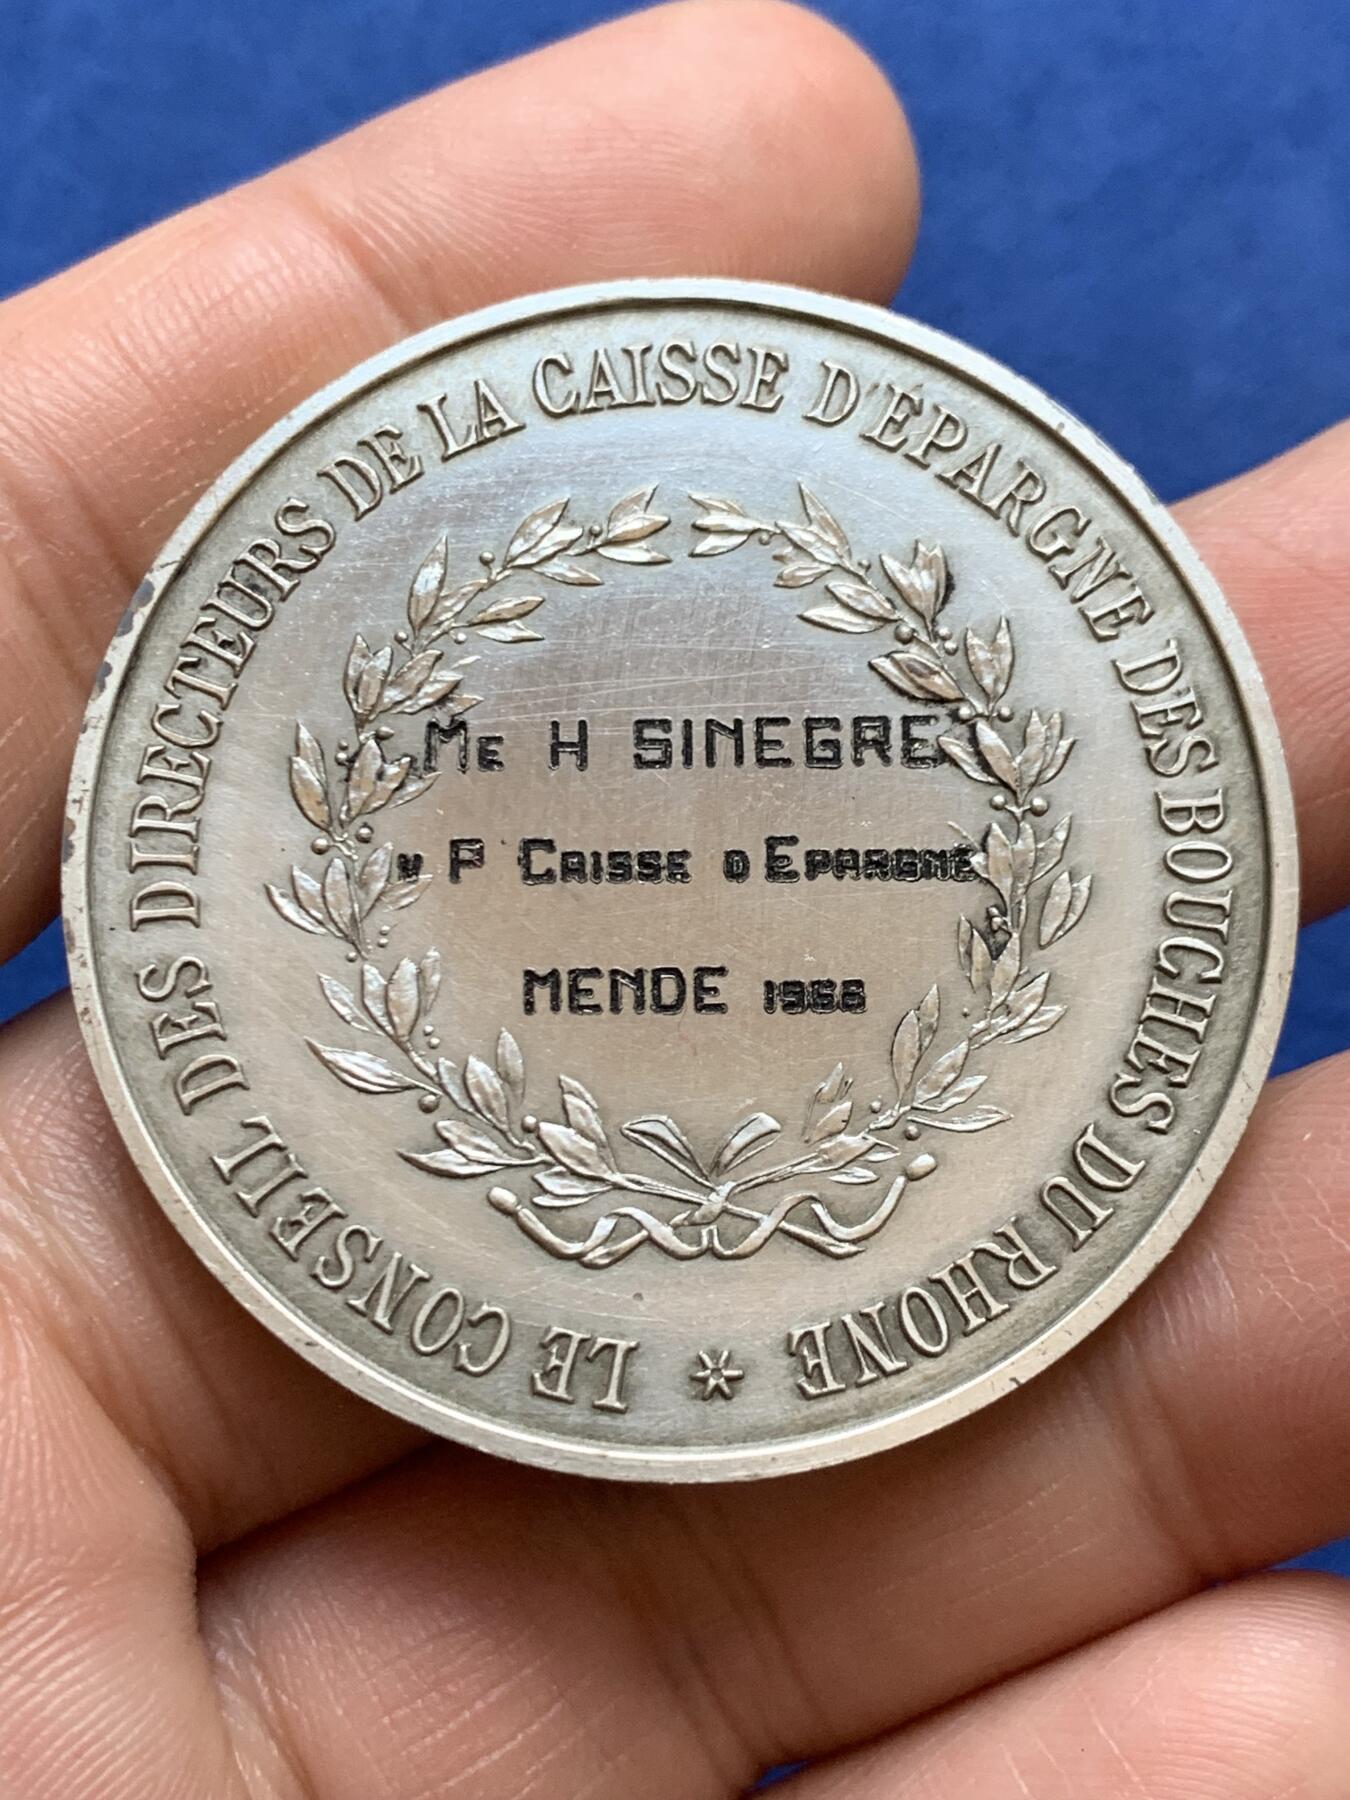 LE CONSEIL DES DIRECTEURS DE LA CAISSE D'ÉPARGNE DES BOUCHES DU RHONE *
Me H SINEGRE
P Caisse d Epargne
MENDE 1968